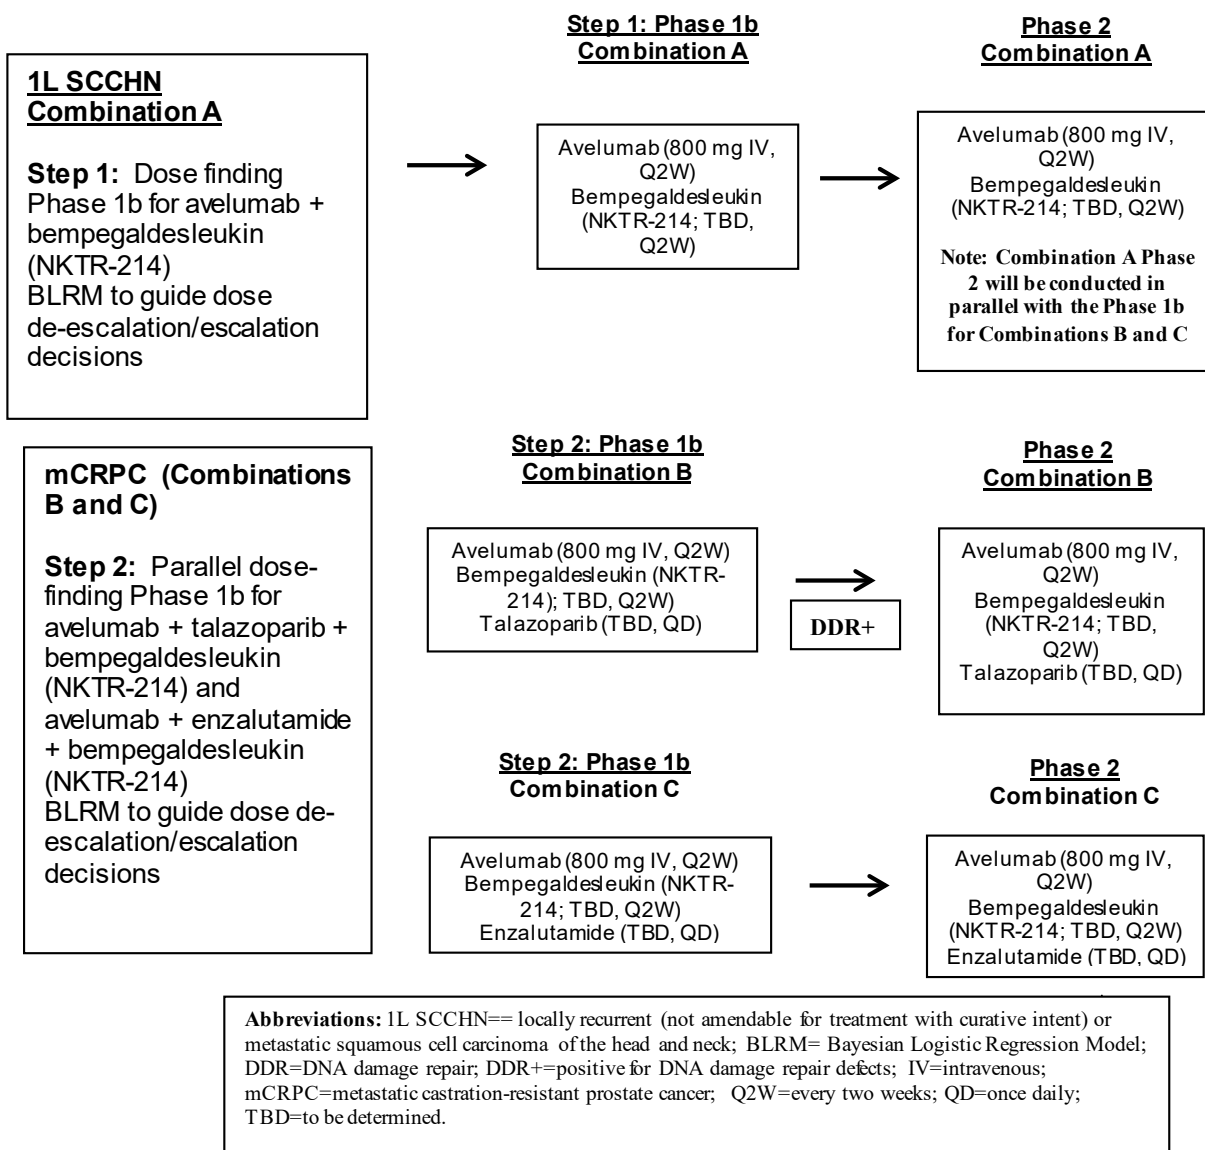 Step 1: Phase 1b
Combination A
Phase 2
Combination A
1L SCCHN
Combination A
Step 1: Dose finding
Phase 1b for avelumab +
bempegaldesleukin
(NKTR-214)
BLRM to guide dose
de-escalation/escalation
decisions
Avelumab (800 mg IV,
Q2W)
Bempegaldesleukin
(NKTR-214; TBD,
Q2W)
Avelumab (800 mg IV,
Q2W)
Bempegaldesleukin
(NKTR-214; TBD, Q2W)
Note: Combination A Phase
2 will be conducted in
parallel with the Phase 1b
for Combinations B and C
mCRPC (Combinations
B and C)
Step 2: Parallel dose-
finding Phase 1b for
avelumab + talazoparib +
bempegaldesleukin
(NKTR-214) and
avelumab + enzalutamide
+ bempegaldesleukin
(NKTR-214)
BLRM to guide dose de-
escalation/escalation
decisions
Step 2: Phase 1b
Combination B
Avelumab (800 mg IV, Q2W)
Bempegaldesleukin (NKTR-
214); TBD, Q2W)
Talazoparib (TBD, QD)
DDR+
Phase 2
Combination B
Avelumab (800 mg IV,
Q2W)
Bempegaldesleukin
(NKTR-214; TBD,
Q2W)
Talazoparib (TBD, QD)
Step 2: Phase 1b
Combination C
Avelumab (800 mg IV, Q2W)
Bempegaldesleukin (NKTR-
214; TBD, Q2W)
Enzalutamide (TBD, QD)
Phase 2
Combination C
Avelumab (800 mg IV,
Q2W)
Bempegaldesleukin
(NKTR-214; TBD, Q2W)
Enzalutamide (TBD, QD)
Abbreviations: 1L SCCHN== locally recurrent (not amendable for treatment with curative intent) or
metastatic squamous cell carcinoma of the head and neck; BLRM= Bayesian Logistic Regression Model;
DDR=DNA damage repair; DDR+=positive for DNA damage repair defects; IV=intravenous;
mCRPC=metastatic castration-resistant prostate cancer; Q2W=every two weeks; QD=once daily;
TBD=to be determined.